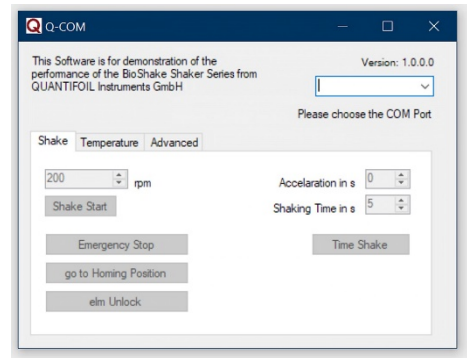 Q-COM
This Software is for demonstration of the
performance of the BioShake Shaker Series from
QUANTIFOIL Instruments GmbH
Version: 1.0.0.0
Please choose the COM Port
Shake Temperature Advanced
200 rpm
Shake Start
Accelaration in s 0
Shaking Time in s 5
Emergency Stop
Time Shake
go to Homing Position
elm Unlock